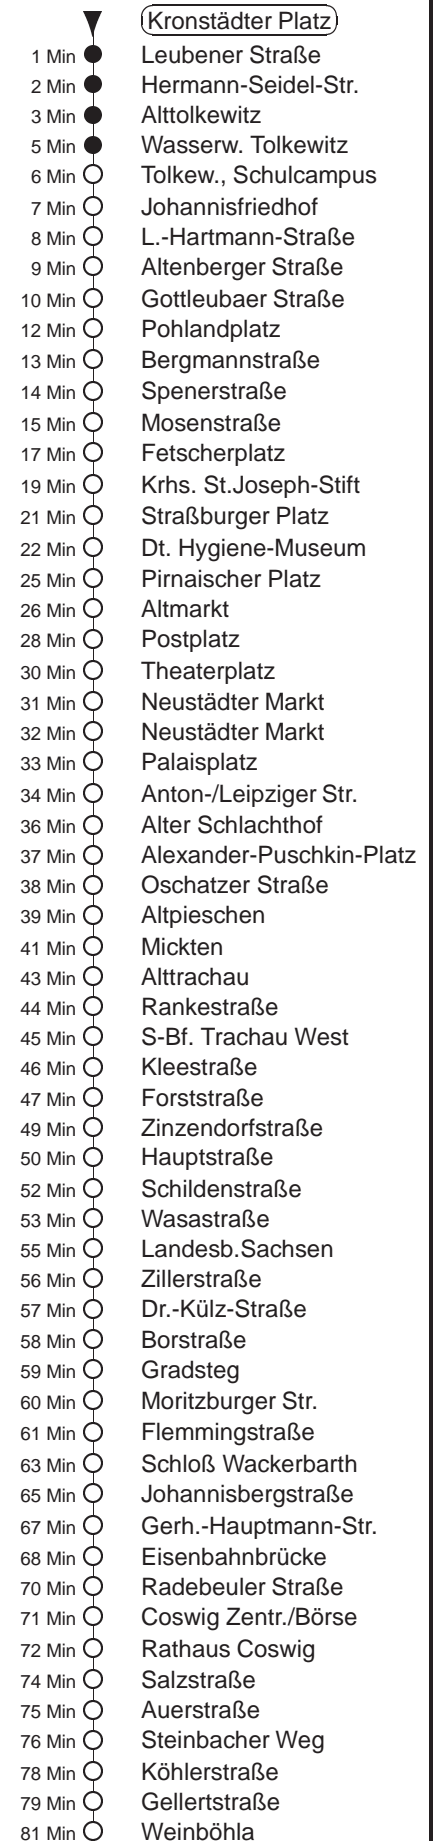 Kronstädter Platz
1 Min Leubener Straße
2 Min Hermann-Seidel-Str.
3 Min Alttolkewitz
5 Min Wasserw. Tolkewitz
6 Min Tolkew., Schulcampus
7 Min Johannisfriedhof
8 Min L.-Hartmann-Straße
9 Min Altenberger Straße
10 Min Gottleubaer Straße
12 Min Pohlandplatz
13 Min Bergmannstraße
14 Min Spenerstraße
15 Min Mosenstraße
17 Min Fetscherplatz
19 Min Krhs. St.Joseph-Stift
21 Min Straßburger Platz
22 Min Dt. Hygiene-Museum
25 Min Pirnaischer Platz
26 Min Altmarkt
28 Min Postplatz
30 Min Theaterplatz
31 Min Neustädter Markt
32 Min Neustädter Markt
33 Min Palaisplatz
34 Min Anton-/Leipziger Str.
36 Min Alter Schlachthof
37 Min Alexander-Puschkin-Platz
38 Min Oschatzer Straße
39 Min Altpieschen
41 Min Mickten
43 Min Alttrachau
44 Min Rankestraße
45 Min S-Bf. Trachau West
46 Min Kleestraße
47 Min Forststraße
49 Min Zinzendorfstraße
50 Min Hauptstraße
52 Min Schildenstraße
53 Min Wasastraße
55 Min Landesb.Sachsen
56 Min Zillerstraße
57 Min Dr.-Külz-Straße
58 Min Borstraße
59 Min Gradsteg
60 Min Moritzburger Str.
61 Min Flemmingstraße
63 Min Schloß Wackerbarth
65 Min Johannisbergstraße
67 Min Gerh.-Hauptmann-Str.
68 Min Eisenbahnbrücke
70 Min Radebeuler Straße
71 Min Coswig Zentr./Börse
72 Min Rathaus Coswig
74 Min Salzstraße
75 Min Auerstraße
76 Min Steinbacher Weg
78 Min Köhlerstraße
79 Min Gellertstraße
81 Min Weinböhla